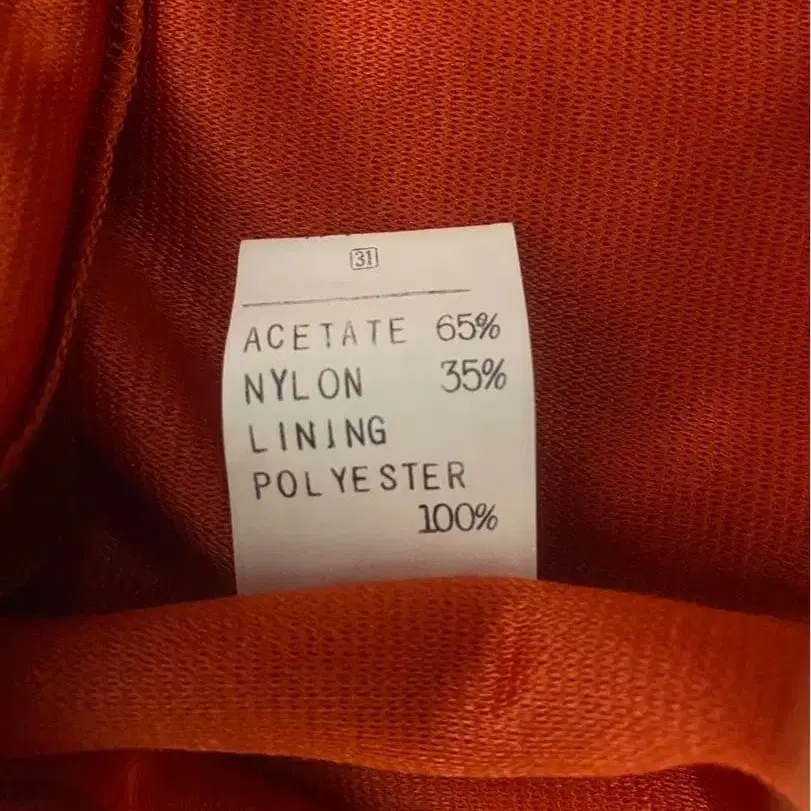 31
ACETATE 65%
NYLON 35%
LINING
POLYESTER
100%